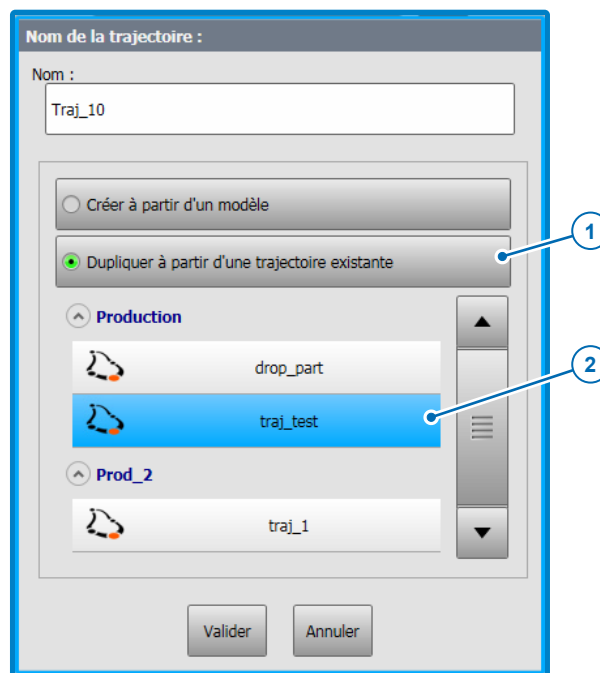 Nom de la trajectoire :
Nom :
Traj_10
Créer à partir d'un modèle
1
Dupliquer à partir d'une trajectoire existante
Production
drop_part
2
traj_test
Prod_2
traj_1
Valider Annuler